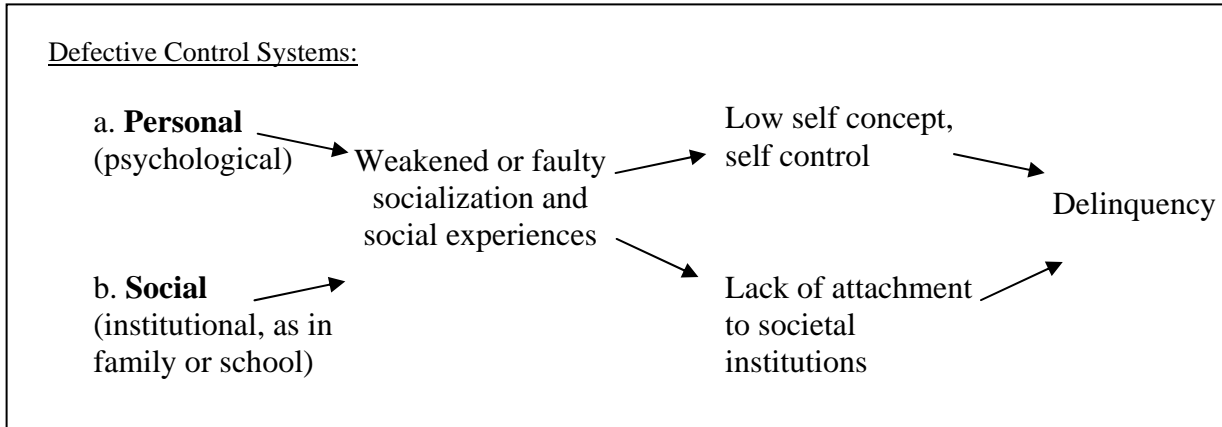 Defective Control Systems:
a. Personal
(psychological)
Weakened or faulty
socialization and
social experiences
Low self concept,
self control
Delinquency
b. Social
(institutional, as in
family or school)
Lack of attachment
to societal
institutions